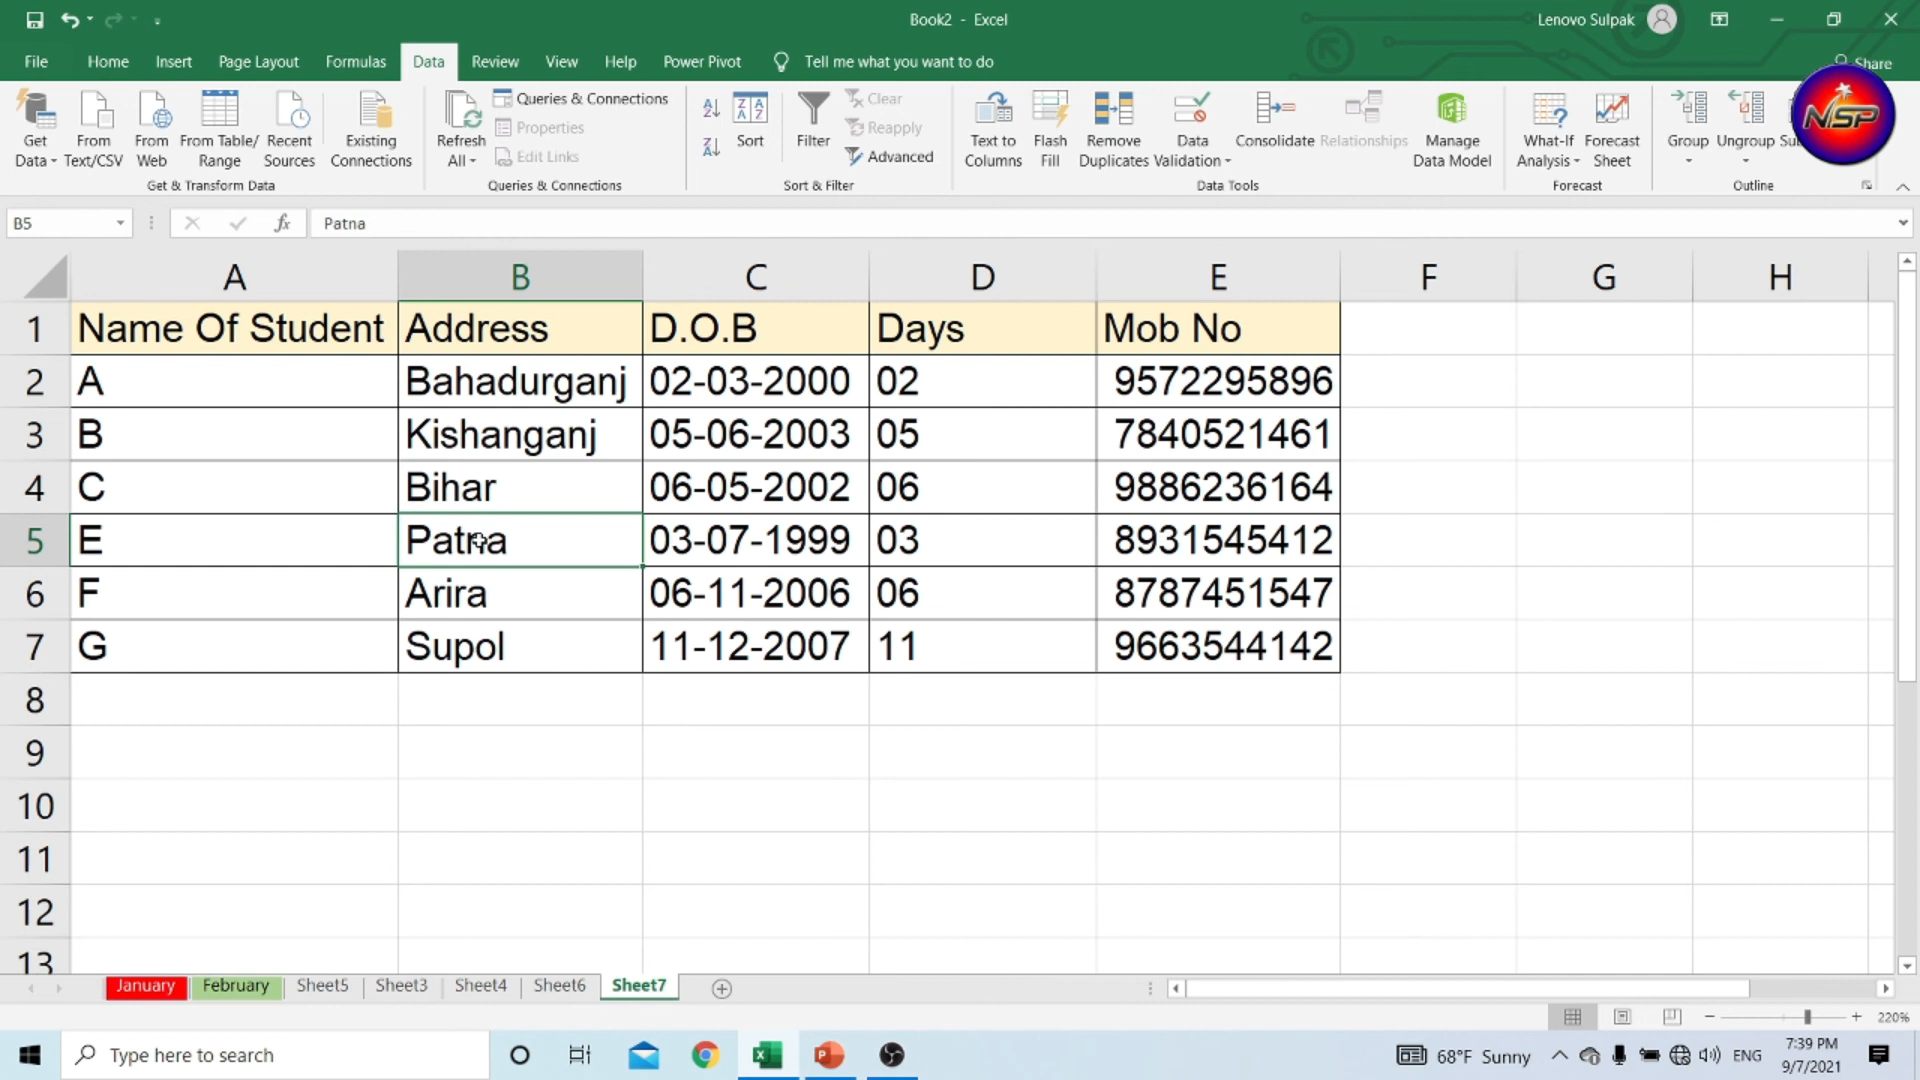 Book2 - Excel
Lenovo Sulpak
File Home Insert Page Layout Formulas Data Review View Help Power Pivot Tell me what you want to do
Share
Get Data
From Text/CSV
From Web
From Table/ Range
Recent Sources
Existing Connections
Get & Transform Data
Refresh All
Queries & Connections
Properties
Edit Links
Queries & Connections
Sort
Filter
Clear
Reapply
Advanced
Sort & Filter
Text to Columns
Flash Fill
Remove Duplicates
Data Validation
Consolidate
Relationships
Manage Data Model
Data Tools
What-If Analysis
Forecast Sheet
Forecast
Group
Ungroup
Su
Outline
NSP
B5 fx Patna
A B C D E F G H
1 Name Of Student Address D.O.B Days Mob No
2 A Bahadurganj 02-03-2000 02 9572295896
3 B Kishanganj 05-06-2003 05 7840521461
4 C Bihar 06-05-2002 06 9886236164
5 E Patna 03-07-1999 03 8931545412
6 F Arira 06-11-2006 06 8787451547
7 G Supol 11-12-2007 11 9663544142
8
9
10
11
12
13
January February Sheet5 Sheet3 Sheet4 Sheet6 Sheet7
220%
Type here to search
68°F Sunny
ENG
7:39 PM
9/7/2021